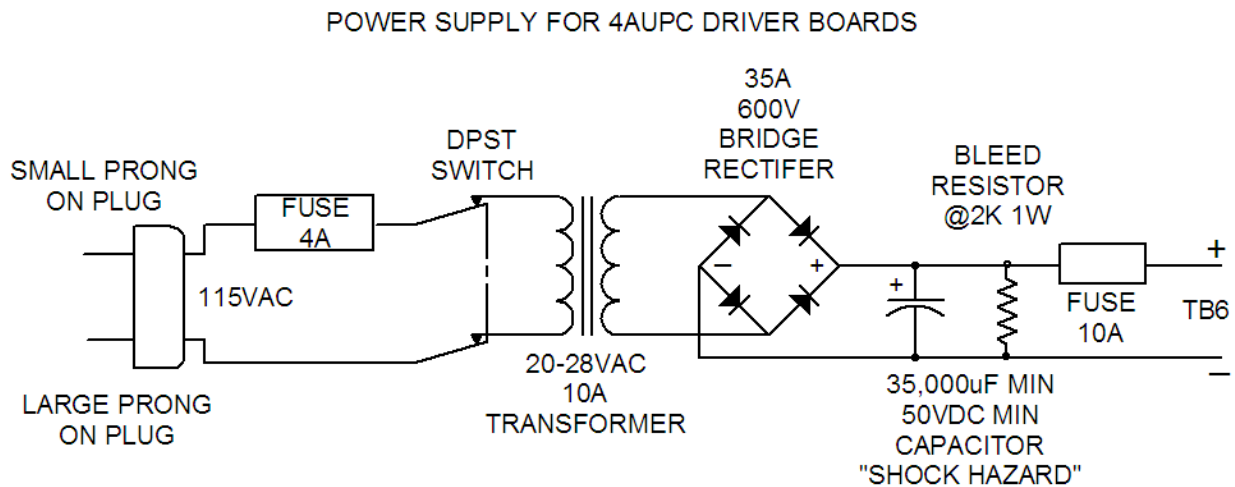 POWER SUPPLY FOR 4AUPC DRIVER BOARDS
35A
600V
BRIDGE
RECTIFER
DPST
SWITCH
BLEED
RESISTOR
@2K 1W
SMALL PRONG
ON PLUG
FUSE
4A
115VAC
+
−
+
+
FUSE
10A
TB6
−
20-28VAC
10A
TRANSFORMER
35,000uF MIN
50VDC MIN
CAPACITOR
"SHOCK HAZARD"
LARGE PRONG
ON PLUG